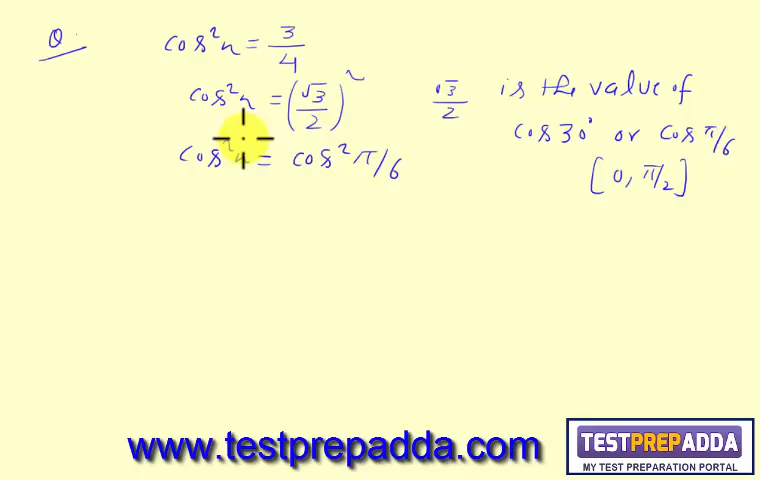 Q.
cos²x = 3/4
cos²x = (√3/2)²
√3/2 is the value of
cos 30° or cos π/6
[0, π/2]
cos²x = cos² π/6
www.testprepadda.com
TESTPREPADDA
MY TEST PREPARATION PORTAL